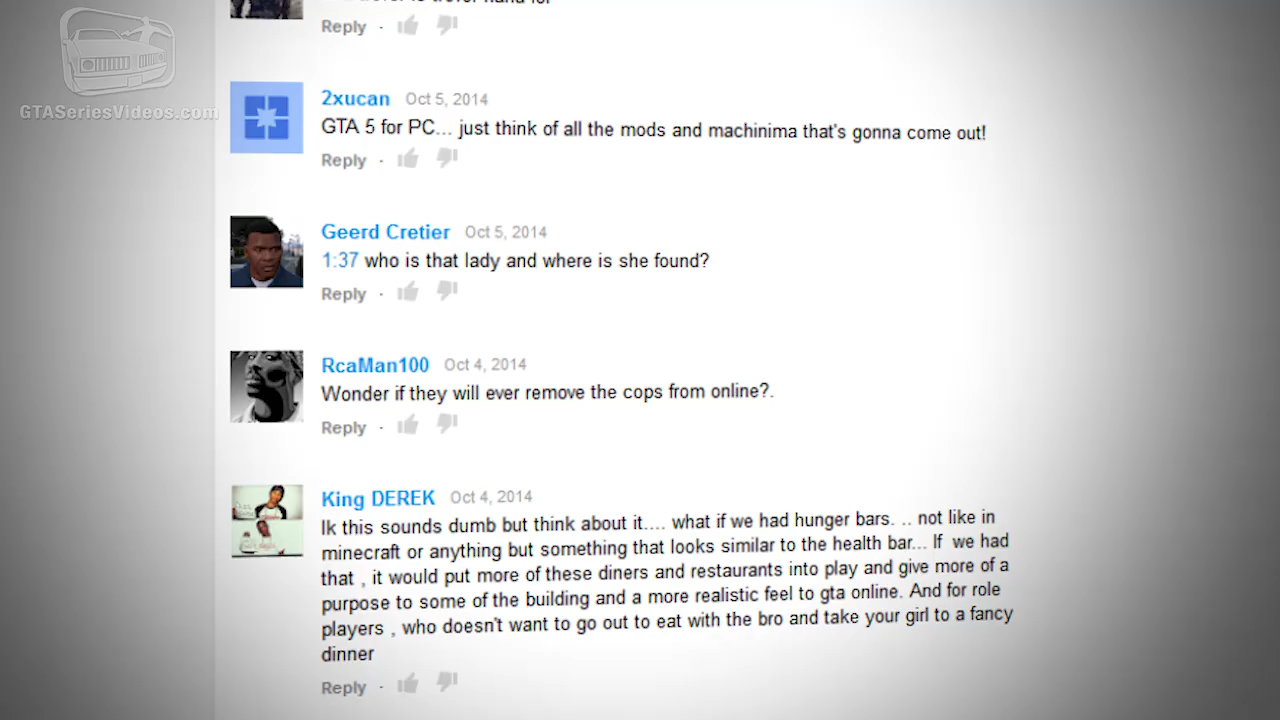 GTASeriesVideos.com
Reply ·
2xucan Oct 5, 2014
GTA 5 for PC... just think of all the mods and machinima that's gonna come out!
Reply ·
Geerd Cretier Oct 5, 2014
1:37 who is that lady and where is she found?
Reply ·
RcaMan100 Oct 4, 2014
Wonder if they will ever remove the cops from online?.
Reply ·
King DEREK Oct 4, 2014
Ik this sounds dumb but think about it.... what if we had hunger bars. .. not like in
minecraft or anything but something that looks similar to the health bar... If we had
that , it would put more of these diners and restaurants into play and give more of a
purpose to some of the building and a more realistic feel to gta online. And for role
players , who doesn't want to go out to eat with the bro and take your girl to a fancy
dinner
Reply ·